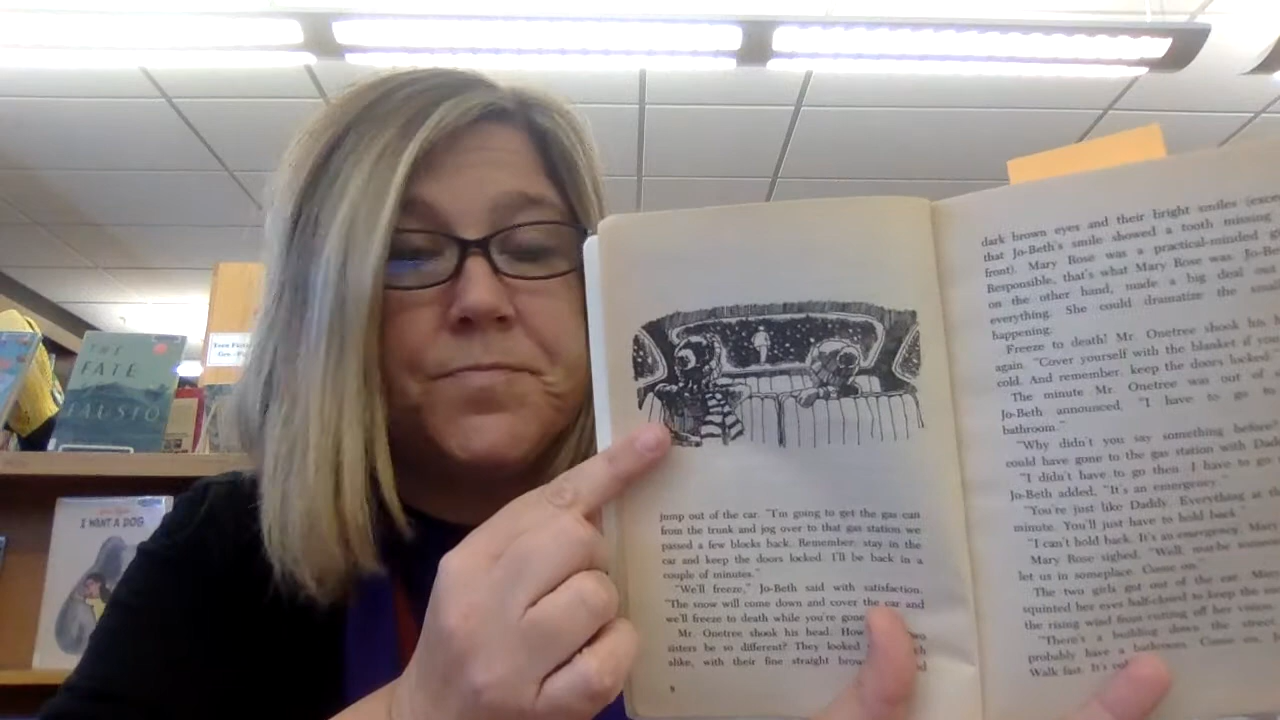 THE
FATE
FAUSTO
I WANT A DOG
Teen Fiction
jump out of the car. "I'm going to get the gas can
from the trunk and jog over to that gas station we
passed a few blocks back. Remember: stay in the
car and keep the doors locked. I'll be back in a
couple of minutes."
"We'll freeze," Jo-Beth said with satisfaction.
"The snow will come down and cover the car and
we'll freeze to death while you're gone
Mr. Onetree shook his head. How two
sisters be so different? They looked
alike, with their fine straight
dark brown eyes and their bright smiles
that Jo-Beth's smile showed a tooth missing
front). Mary Rose was a practical-minded
Responsible, that's what Mary Rose was.
on the other hand, made a big deal out
everything. She could dramatize the
happening.
Freeze to death! Mr. Onetree shook his
again. "Cover yourself with the blanket if
cold. And remember, keep the doors locked
The minute Mr. Onetree was out of
Jo-Beth announced, "I have to go to
bathroom."
"Why didn't you say something before?
could have gone to the gas station with
"I didn't have to go then. I have to go
Jo-Beth added, "It's an emergency."
"You're just like Daddy. Everything at the
minute. You'll just have to hold back."
"I can't hold back. It's an emergency, Mary
Mary Rose sighed. "Well, maybe
let us in someplace. Come on."
The two girls got out of the car.
squinted her eyes half-closed to keep the
the rising wind from cutting off her vision.
"There's a building down the street
probably have a bathroom. Come on,
Walk fast. It's